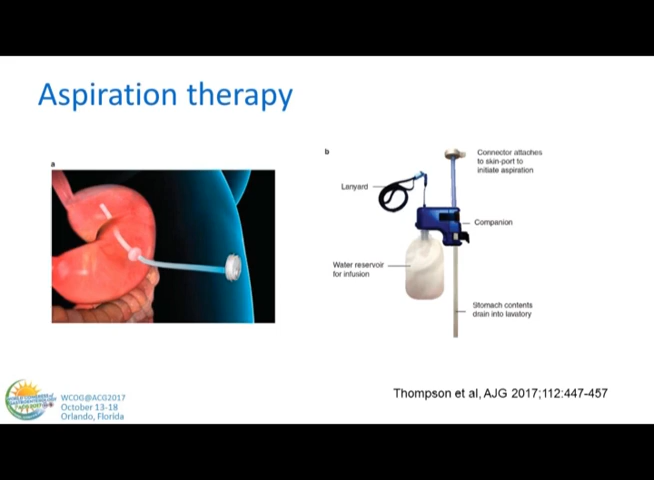 Aspiration therapy
a
b
Connector attaches
to skin-port to
initiate aspiration
Lanyard
Companion
Water reservoir
for infusion
Stomach contents
drain into lavatory
WCOG@ACG2017
October 13-18
Orlando, Florida
Thompson et al, AJG 2017;112:447-457